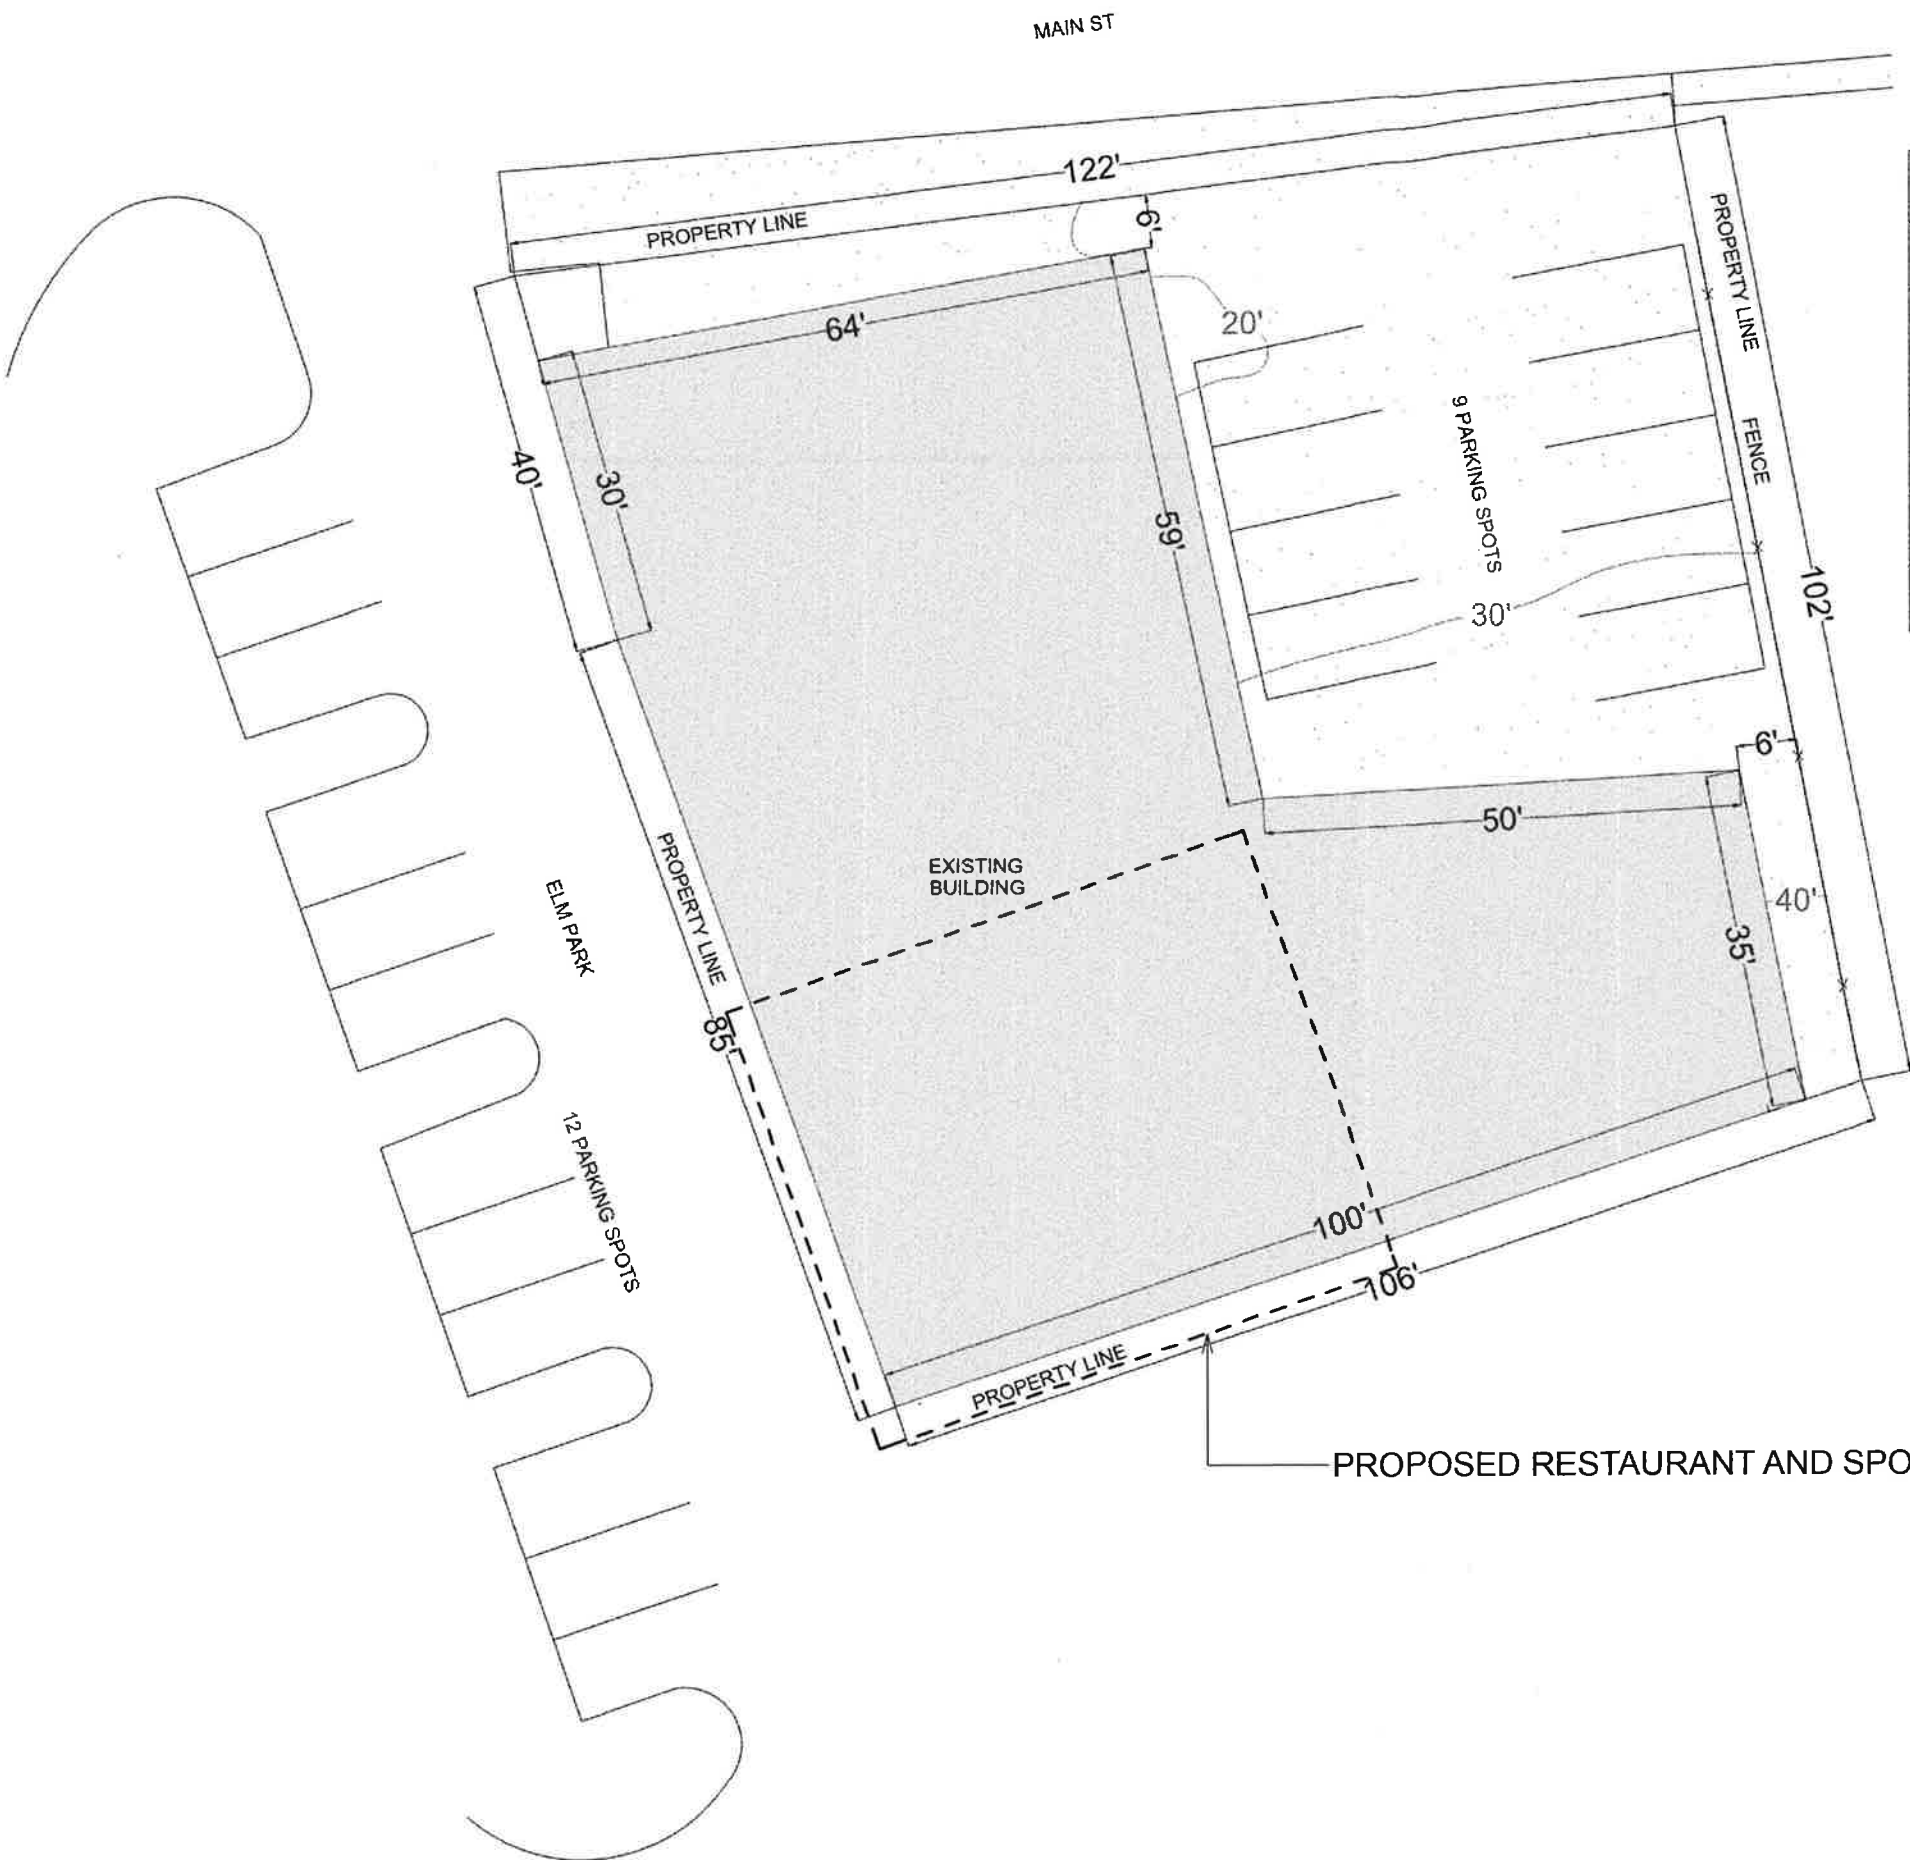 MAIN ST
122'
PROPERTY LINE
6'
PROPERTY LINE
64'
20'
40'
30'
9 PARKING SPOTS
FENCE
59'
30'
102'
6'
50'
EXISTING
BUILDING
PROPERTY LINE
ELM PARK
40'
35'
85'
12 PARKING SPOTS
100'
106'
PROPERTY LINE
PROPOSED RESTAURANT AND SPO